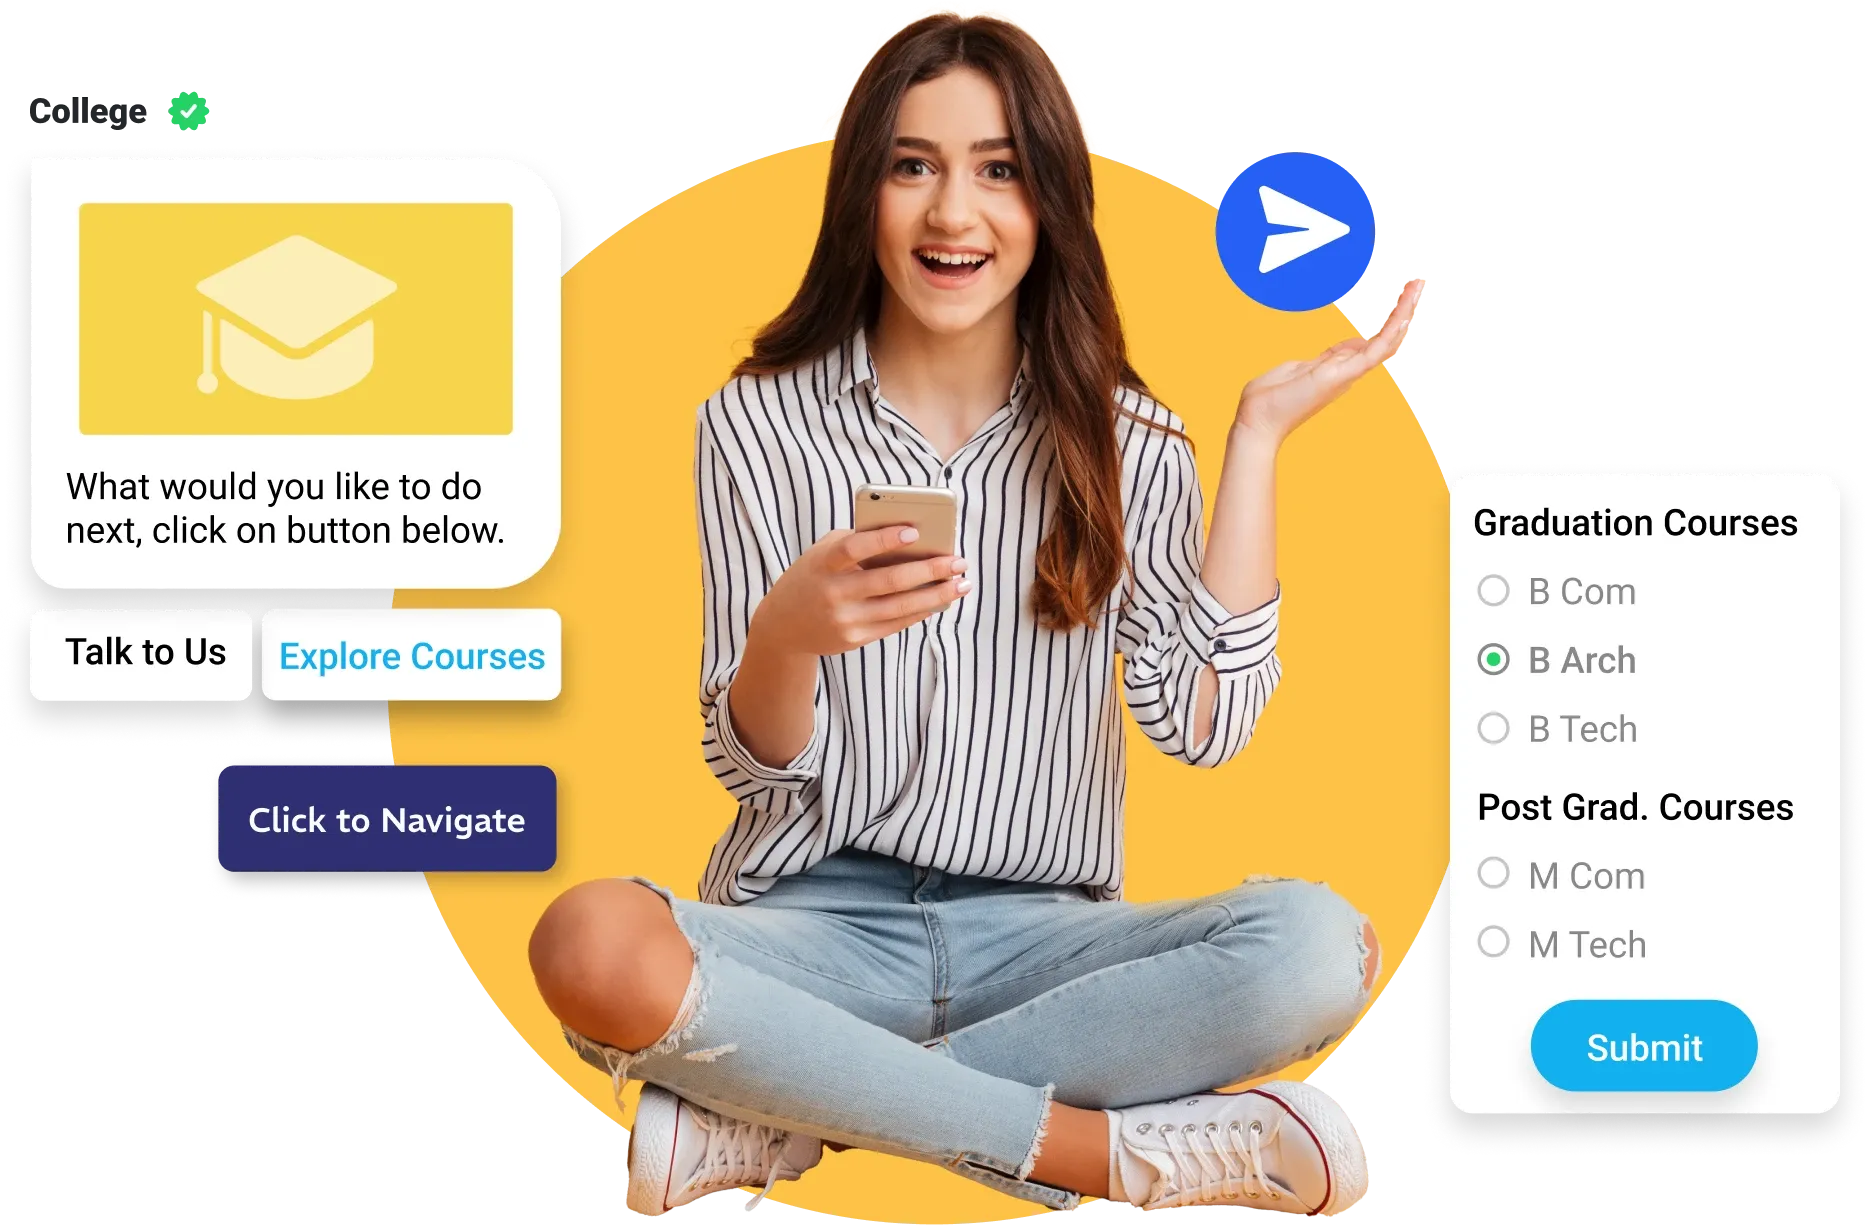 College
What would you like to do
next, click on button below.
Talk to Us
Explore Courses
Click to Navigate
Graduation Courses
B Com
B Arch
B Tech
Post Grad. Courses
M Com
M Tech
Submit